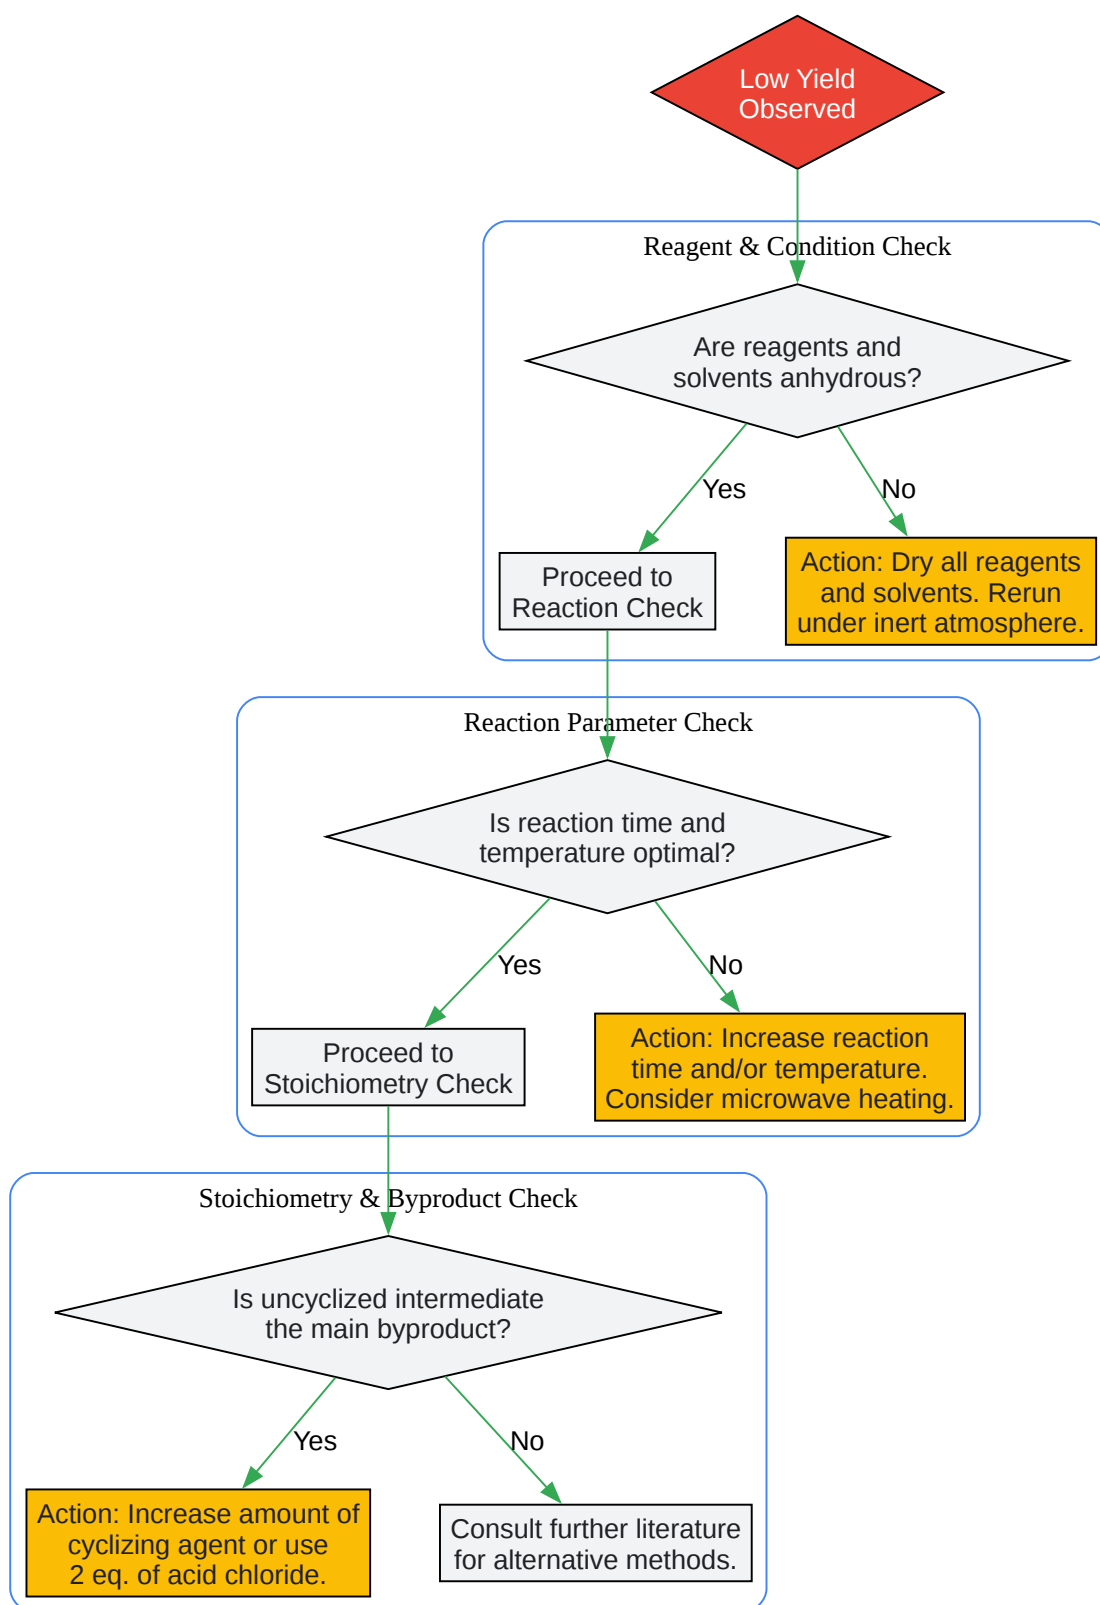 Low Yield
Observed
Reagent & Condition Check
Are reagents and
solvents anhydrous?
Yes
No
Proceed to
Reaction Check
Action: Dry all reagents
and solvents. Rerun
under inert atmosphere.
Reaction Parameter Check
Is reaction time and
temperature optimal?
Yes
No
Proceed to
Stoichiometry Check
Action: Increase reaction
time and/or temperature.
Consider microwave heating.
Stoichiometry & Byproduct Check
Is uncyclized intermediate
the main byproduct?
Yes
No
Action: Increase amount of
cyclizing agent or use
2 eq. of acid chloride.
Consult further literature
for alternative methods.